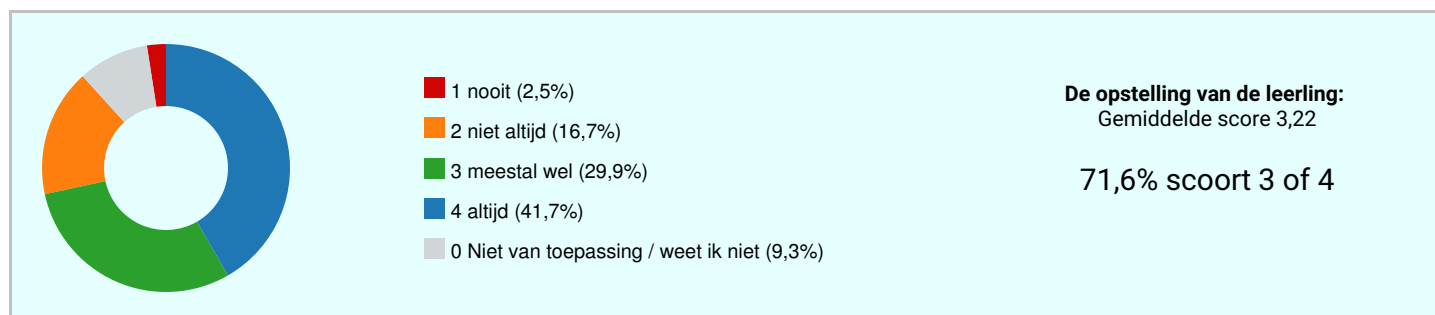 1 nooit (2,5%)
2 niet altijd (16,7%)
3 meestal wel (29,9%)
4 altijd (41,7%)
0 Niet van toepassing / weet ik niet (9,3%)
De opstelling van de leerling:
Gemiddelde score 3,22
71,6% scoort 3 of 4